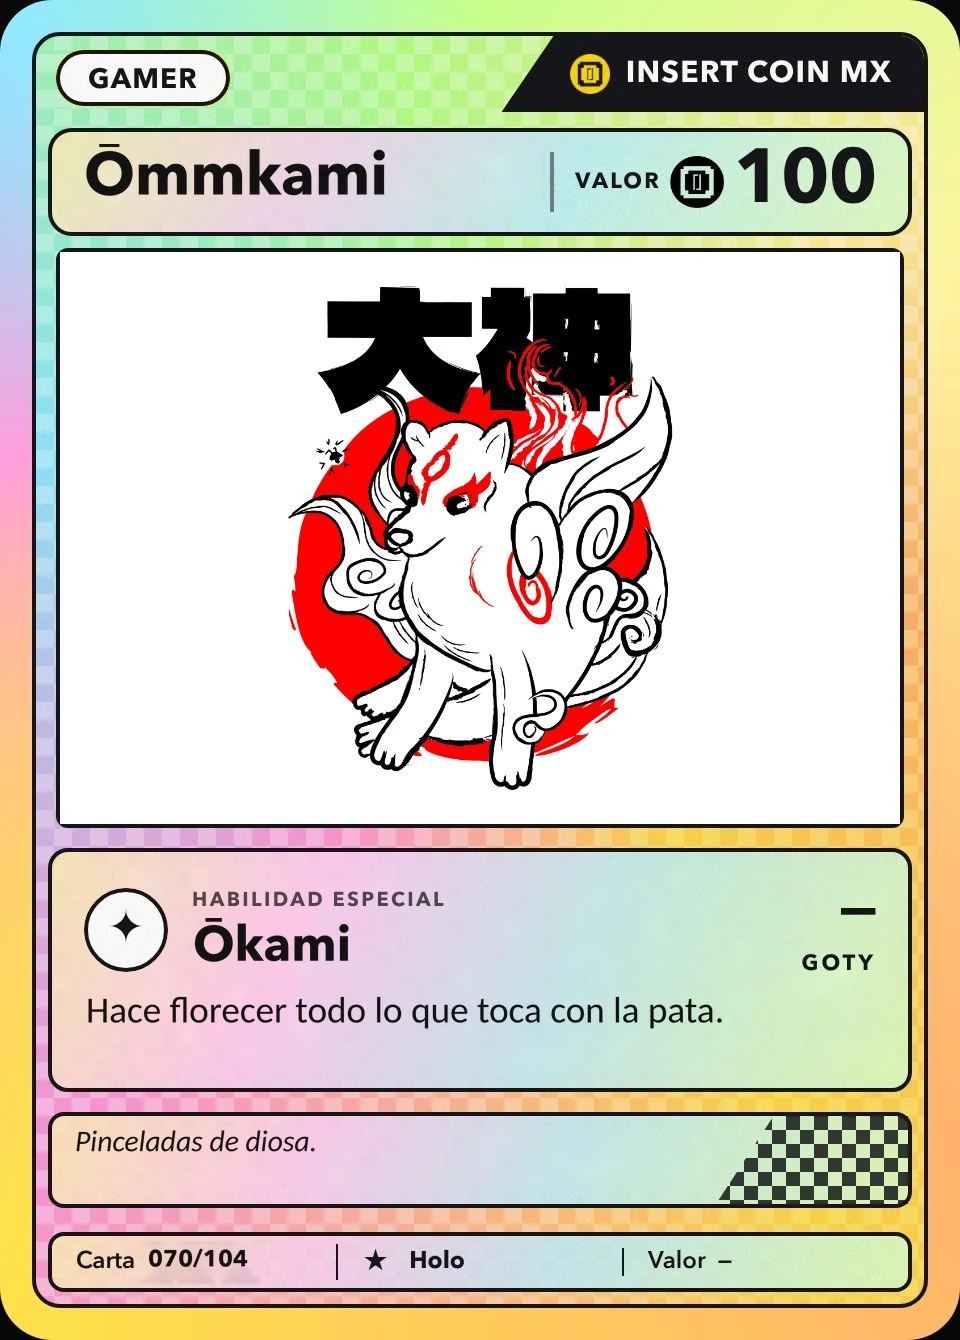 GAMER
INSERT COIN MX
Ōmmkami
VALOR 100
大神
HABILIDAD ESPECIAL
Ōkami
–
GOTY
Hace florecer todo lo que toca con la pata.
Pinceladas de diosa.
Carta 070/104 ★ Holo Valor –